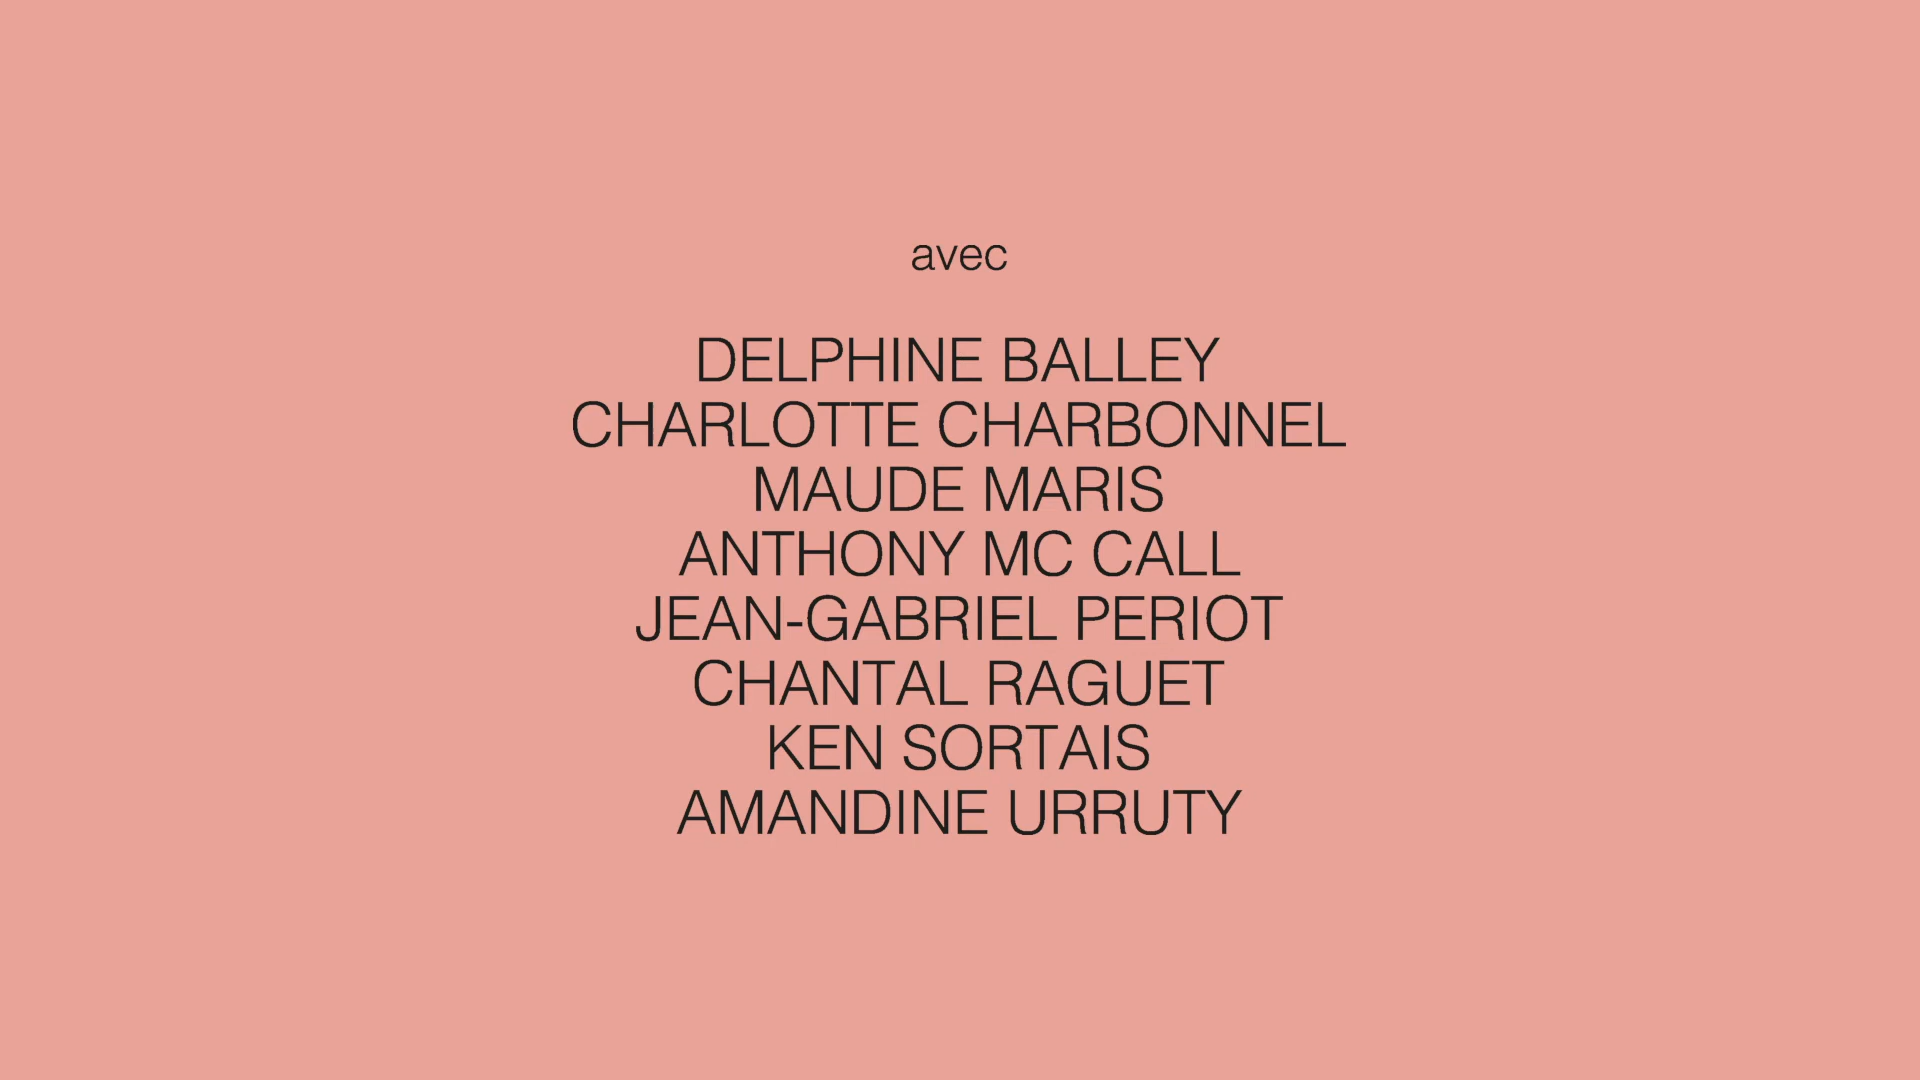 avec
DELPHINE BALLEY
CHARLOTTE CHARBONNEL
MAUDE MARIS
ANTHONY MC CALL
JEAN-GABRIEL PERIOT
CHANTAL RAGUET
KEN SORTAIS
AMANDINE URRUTY